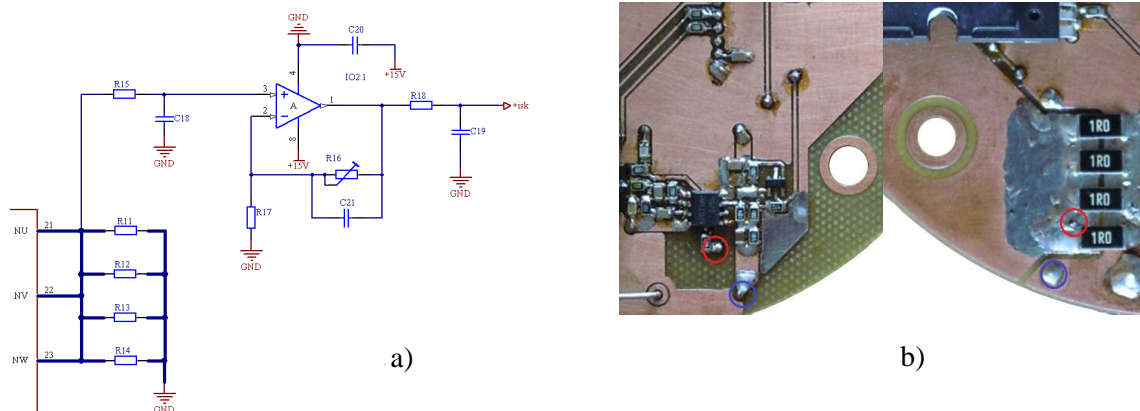 GND
C20
+15V
IO2:1
4
R15
3
+
A
1
R18
+isk
2
−
C18
8
C19
GND
+15V
R16
GND
R17
C21
GND
NU
21
R11
NV
22
R12
R13
NW
23
R14
GND
a)
1R0
1R0
1R0
1R0
b)